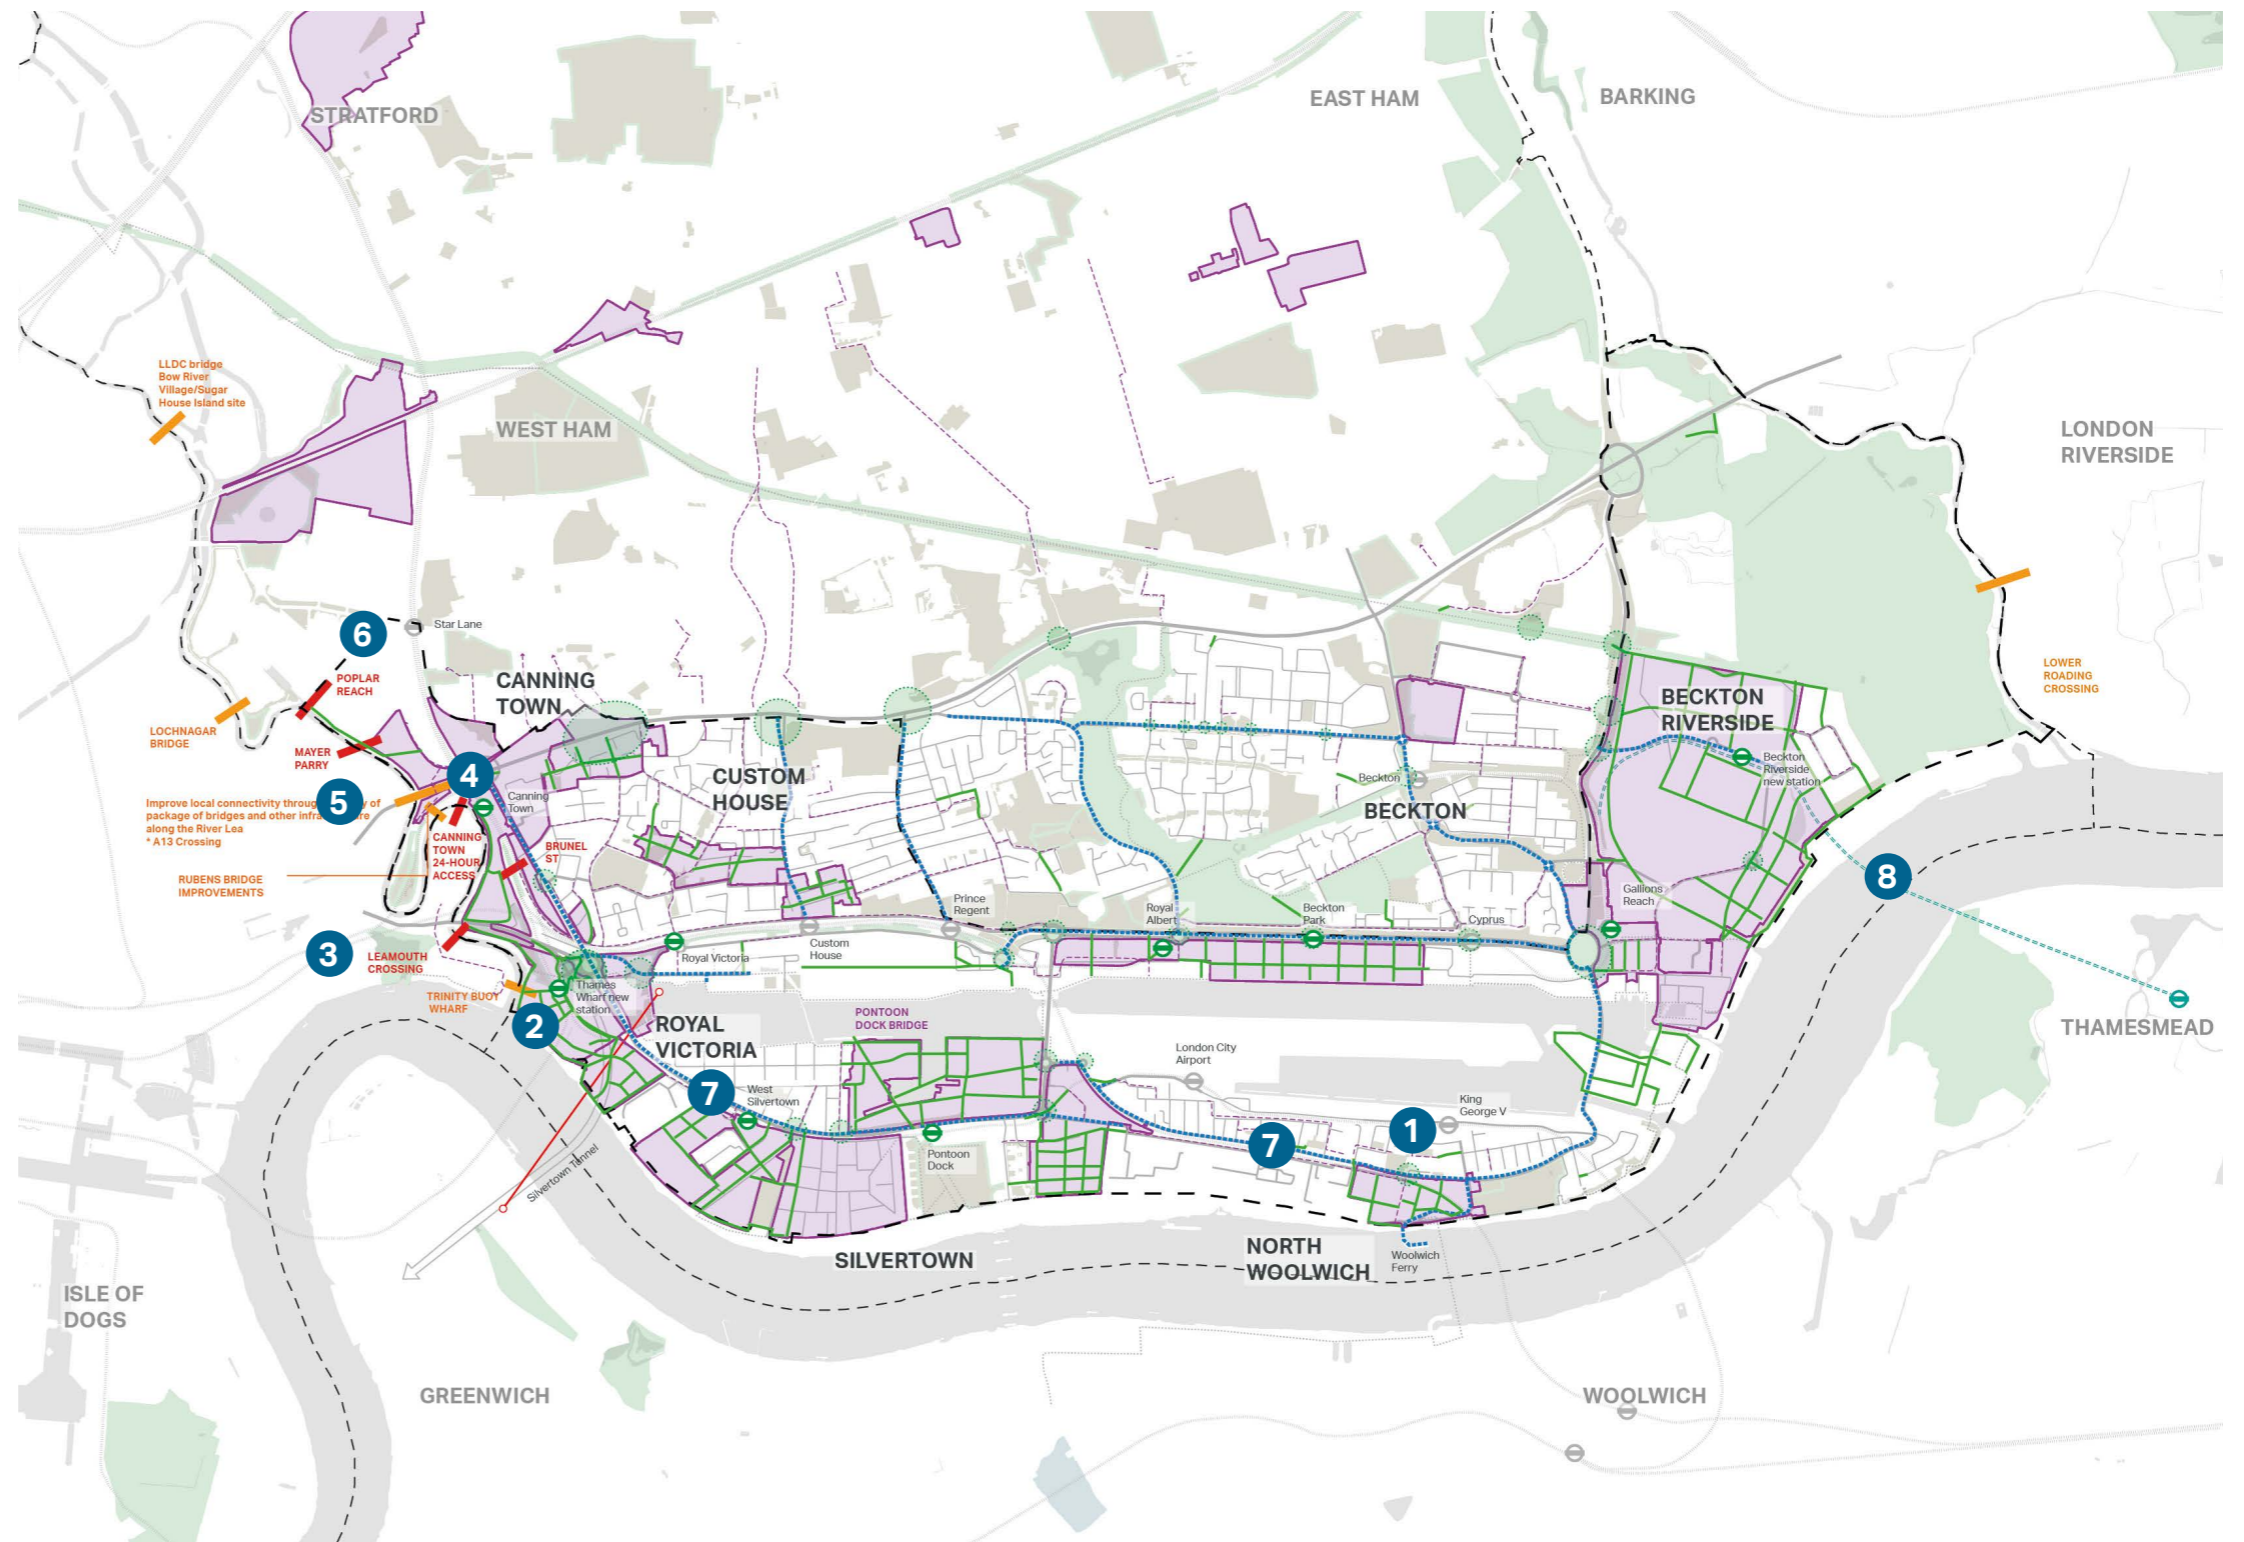 STRATFORD
EAST HAM
BARKING
LLDC bridge
Bow River
Village/Sugar
House Island site
WEST HAM
LONDON
RIVERSIDE
6
Star Lane
POPLAR
REACH
CANNING
TOWN
LOWER
RODING
CROSSING
BECKTON
RIVERSIDE
LOCHNAGAR
BRIDGE
MAYER
PARRY
4
CUSTOM
HOUSE
Beckton
Beckton
Riverside
new station
5
Canning
Town
Improve local connectivity throug
y of
package of bridges and other infra
re
along the River Lea
* A13 Crossing
BECKTON
CANNING
TOWN
24-HOUR
ACCESS
BRUNEL
ST
RUBENS BRIDGE
IMPROVEMENTS
8
Gallions
Reach
Prince
Regent
Royal
Albert
Beckton
Park
Cyprus
3
LEAMOUTH
CROSSING
Royal Victoria
Custom
House
TRINITY BUOY
WHARF
Thames
Wharf new
station
2
ROYAL
VICTORIA
PONTOON
DOCK BRIDGE
THAMESMEAD
London City
Airport
7
West
Silvertown
King
George V
1
7
Pontoon
Dock
Silvertown Tunnel
SILVERTOWN
NORTH
WOOLWICH
Woolwich
Ferry
ISLE OF
DOGS
GREENWICH
WOOLWICH